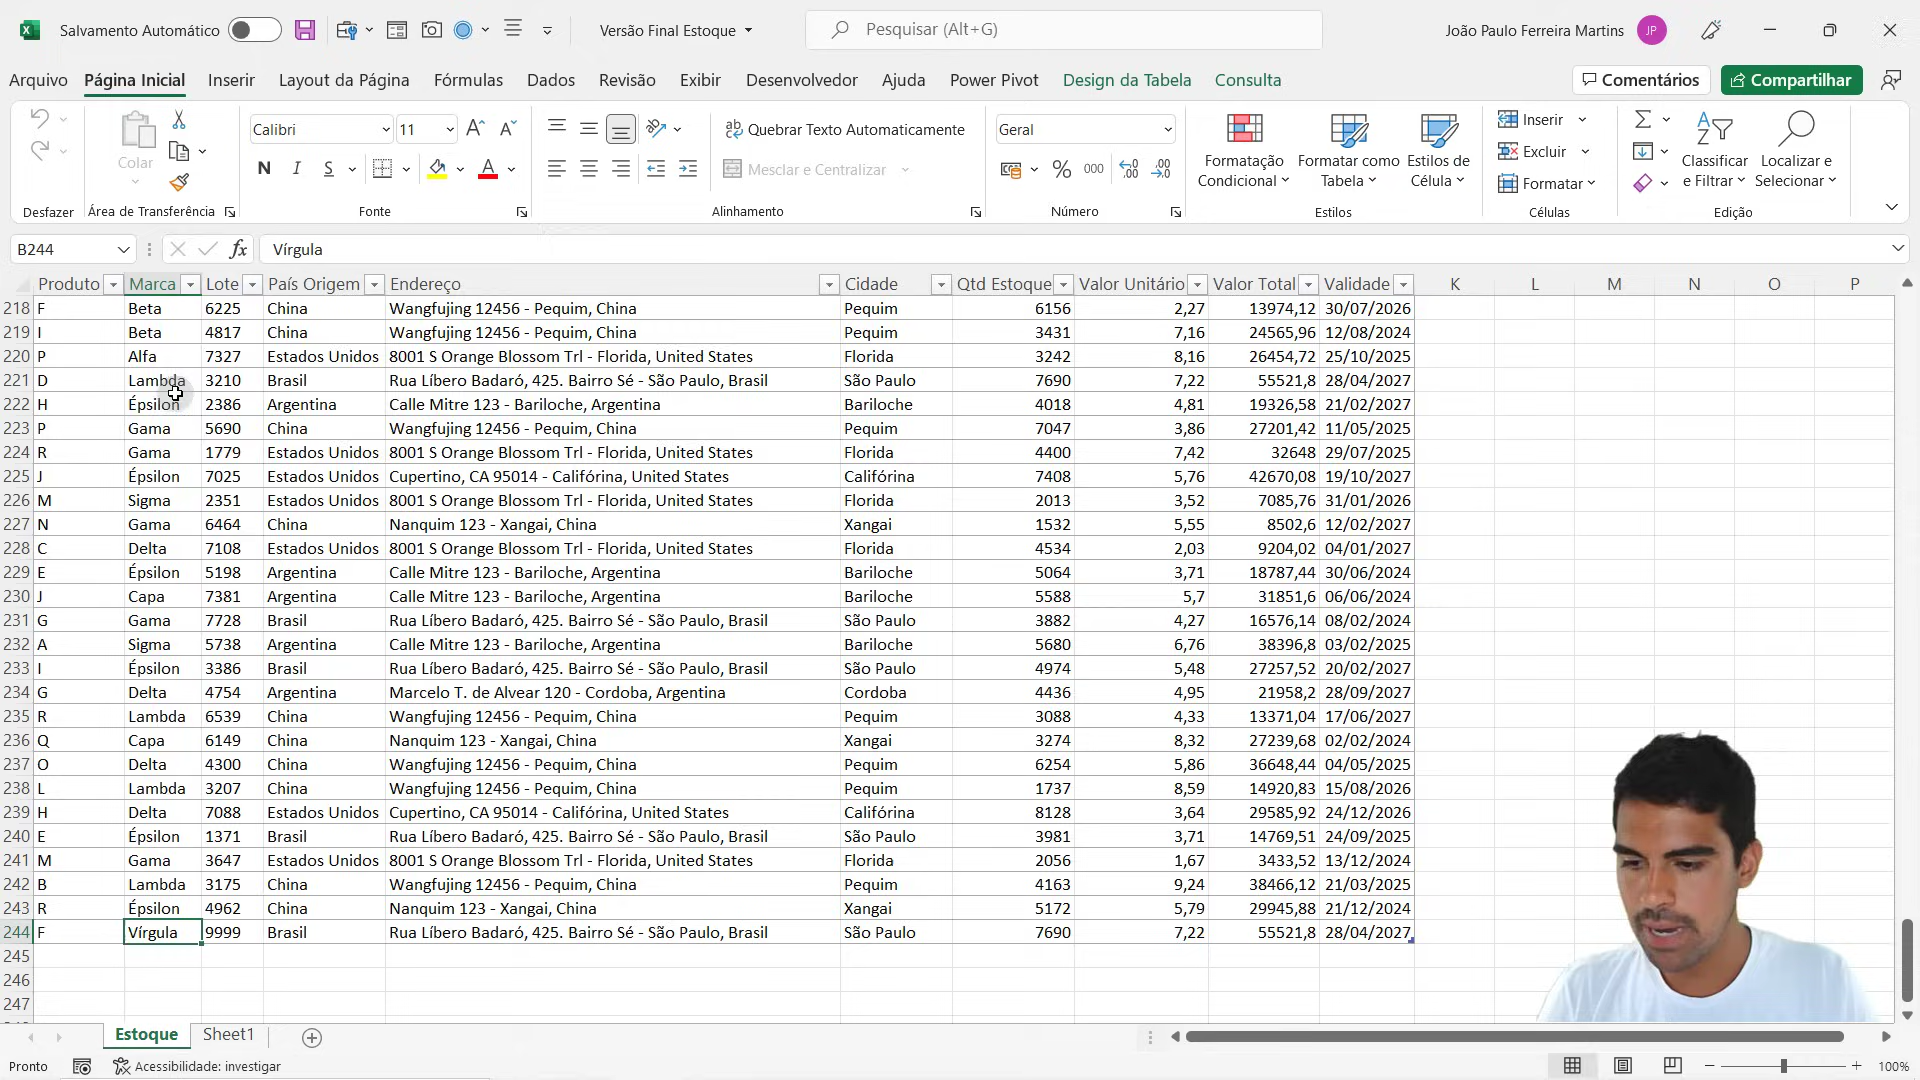 Salvamento Automático
Versão Final Estoque
Pesquisar (Alt+G)
João Paulo Ferreira Martins JP
Arquivo Página Inicial Inserir Layout da Página Fórmulas Dados Revisão Exibir Desenvolvedor Ajuda Power Pivot Design da Tabela Consulta Comentários Compartilhar
Colar
Calibri 11
N I S
Quebrar Texto Automaticamente
Mesclar e Centralizar
Geral
% 000
Formatação Condicional
Formatar como Tabela
Estilos de Célula
Inserir
Excluir
Formatar
Classificar e Filtrar
Localizar e Selecionar
Desfazer Área de Transferência Fonte Alinhamento Número Estilos Células Edição
B244 fx Vírgula
Produto Marca Lote País Origem Endereço Cidade Qtd Estoque Valor Unitário Valor Total Validade K L M N O P
218 F Beta 6225 China Wangfujing 12456 - Pequim, China Pequim 6156 2,27 13974,12 30/07/2026
219 I Beta 4817 China Wangfujing 12456 - Pequim, China Pequim 3431 7,16 24565,96 12/08/2024
220 P Alfa 7327 Estados Unidos 8001 S Orange Blossom Trl - Florida, United States Florida 3242 8,16 26454,72 25/10/2025
221 D Lambda 3210 Brasil Rua Líbero Badaró, 425. Bairro Sé - São Paulo, Brasil São Paulo 7690 7,22 55521,8 28/04/2027
222 H Épsilon 2386 Argentina Calle Mitre 123 - Bariloche, Argentina Bariloche 4018 4,81 19326,58 21/02/2027
223 P Gama 5690 China Wangfujing 12456 - Pequim, China Pequim 7047 3,86 27201,42 11/05/2025
224 R Gama 1779 Estados Unidos 8001 S Orange Blossom Trl - Florida, United States Florida 4400 7,42 32648 29/07/2025
225 J Épsilon 7025 Estados Unidos Cupertino, CA 95014 - Califórina, United States Califórina 7408 5,76 42670,08 19/10/2027
226 M Sigma 2351 Estados Unidos 8001 S Orange Blossom Trl - Florida, United States Florida 2013 3,52 7085,76 31/01/2026
227 N Gama 6464 China Nanquim 123 - Xangai, China Xangai 1532 5,55 8502,6 12/02/2027
228 C Delta 7108 Estados Unidos 8001 S Orange Blossom Trl - Florida, United States Florida 4534 2,03 9204,02 04/01/2027
229 E Épsilon 5198 Argentina Calle Mitre 123 - Bariloche, Argentina Bariloche 5064 3,71 18787,44 30/06/2024
230 J Capa 7381 Argentina Calle Mitre 123 - Bariloche, Argentina Bariloche 5588 5,7 31851,6 06/06/2024
231 G Gama 7728 Brasil Rua Líbero Badaró, 425. Bairro Sé - São Paulo, Brasil São Paulo 3882 4,27 16576,14 08/02/2024
232 A Sigma 5738 Argentina Calle Mitre 123 - Bariloche, Argentina Bariloche 5680 6,76 38396,8 03/02/2025
233 I Épsilon 3386 Brasil Rua Líbero Badaró, 425. Bairro Sé - São Paulo, Brasil São Paulo 4974 5,48 27257,52 20/02/2027
234 G Delta 4754 Argentina Marcelo T. de Alvear 120 - Cordoba, Argentina Cordoba 4436 4,95 21958,2 28/09/2027
235 R Lambda 6539 China Wangfujing 12456 - Pequim, China Pequim 3088 4,33 13371,04 17/06/2027
236 Q Capa 6149 China Nanquim 123 - Xangai, China Xangai 3274 8,32 27239,68 02/02/2024
237 O Delta 4300 China Wangfujing 12456 - Pequim, China Pequim 6254 5,86 36648,44 04/05/2025
238 L Lambda 3207 China Wangfujing 12456 - Pequim, China Pequim 1737 8,59 14920,83 15/08/2026
239 H Delta 7088 Estados Unidos Cupertino, CA 95014 - Califórina, United States Califórina 8128 3,64 29585,92 24/12/2026
240 E Épsilon 1371 Brasil Rua Líbero Badaró, 425. Bairro Sé - São Paulo, Brasil São Paulo 3981 3,71 14769,51 24/09/2025
241 M Gama 3647 Estados Unidos 8001 S Orange Blossom Trl - Florida, United States Florida 2056 1,67 3433,52 13/12/2024
242 B Lambda 3175 China Wangfujing 12456 - Pequim, China Pequim 4163 9,24 38466,12 21/03/2025
243 R Épsilon 4962 China Nanquim 123 - Xangai, China Xangai 5172 5,79 29945,88 21/12/2024
244 F Vírgula 9999 Brasil Rua Líbero Badaró, 425. Bairro Sé - São Paulo, Brasil São Paulo 7690 7,22 55521,8 28/04/2027
245
246
247
Estoque Sheet1
Pronto Acessibilidade: investigar 100%